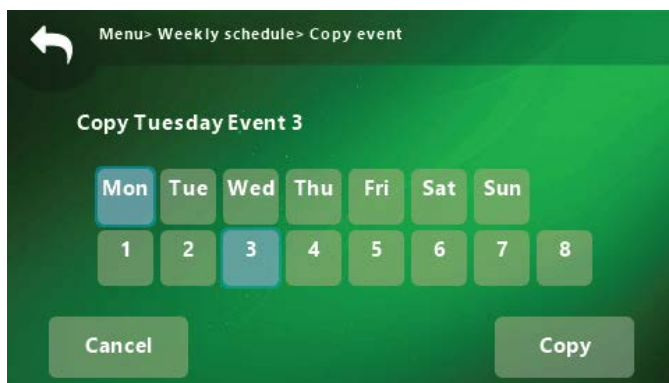 Menu> Weekly schedule> Copy event
Copy Tuesday Event 3
Mon Tue Wed Thu Fri Sat Sun
1 2 3 4 5 6 7 8
Cancel Copy